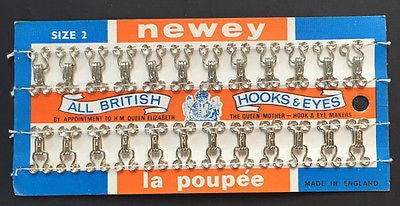 SIZE 2
newey
ALL BRITISH HOOKS & EYES
BY APPOINTMENT TO H.M QUEEN ELIZABETH THE QUEEN MOTHER — HOOK & EYE MAKERS
la poupée
MADE IN ENGLAND